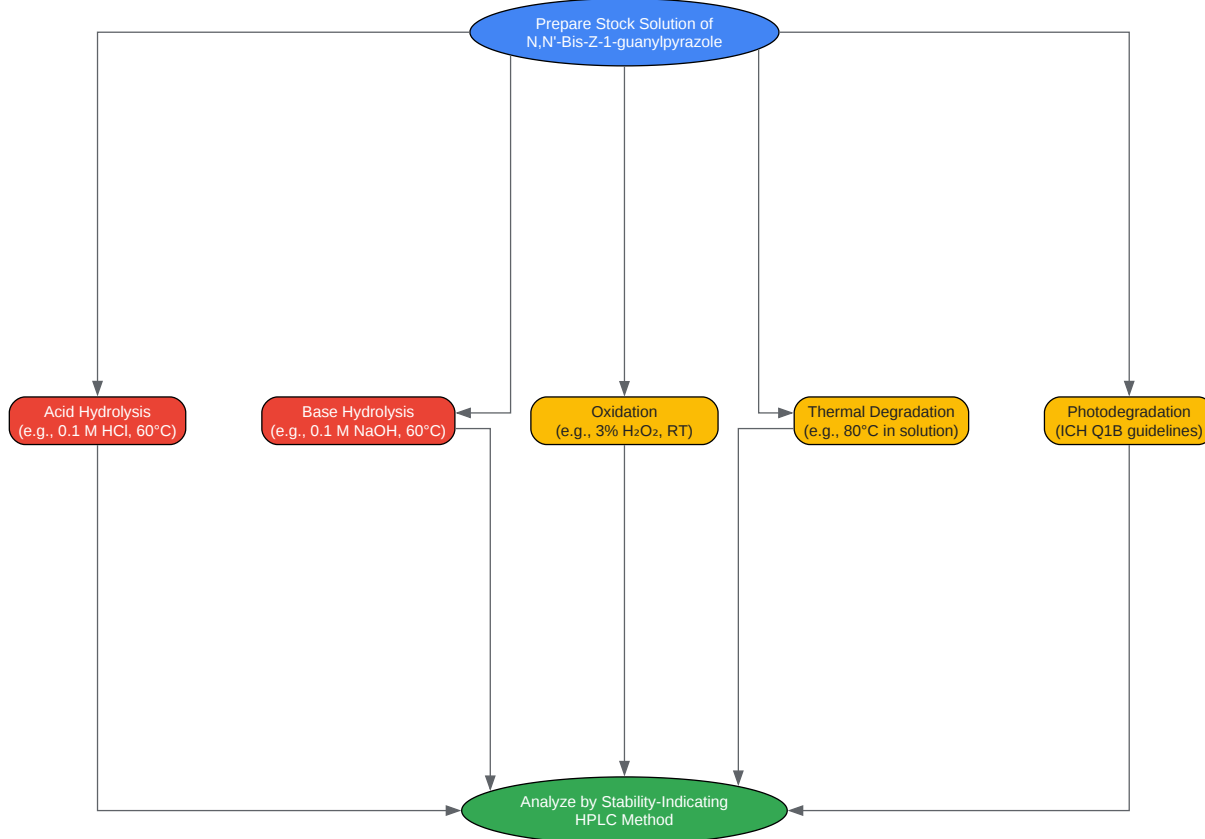 Prepare Stock Solution of
N,N'-Bis-Z-1-guanylpyrazole
Acid Hydrolysis
(e.g., 0.1 M HCl, 60°C)
Base Hydrolysis
(e.g., 0.1 M NaOH, 60°C)
Oxidation
(e.g., 3% H₂O₂, RT)
Thermal Degradation
(e.g., 80°C in solution)
Photodegradation
(ICH Q1B guidelines)
Analyze by Stability-Indicating
HPLC Method